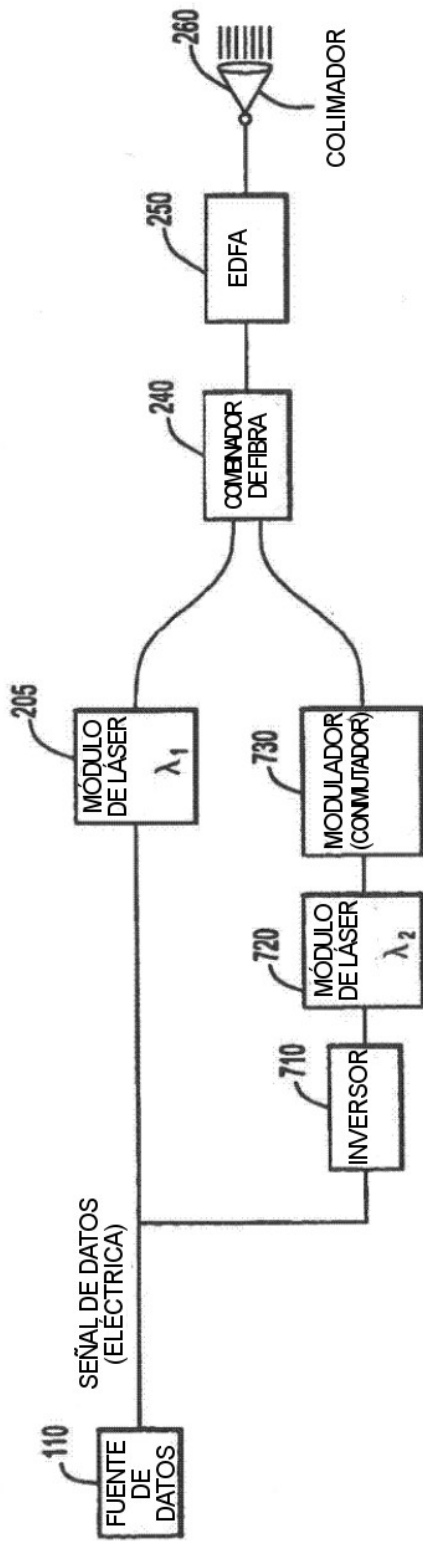 110
FUENTE
DE
DATOS
SEÑAL DE DATOS
(ELÉCTRICA)
205
MÓDULO
DE LÁSER
λ1
710
INVERSOR
720
MÓDULO
DE LÁSER
λ2
730
MODULADOR
(CONMUTADOR)
240
COMBINADOR
DE FIBRA
250
EDFA
260
COLIMADOR